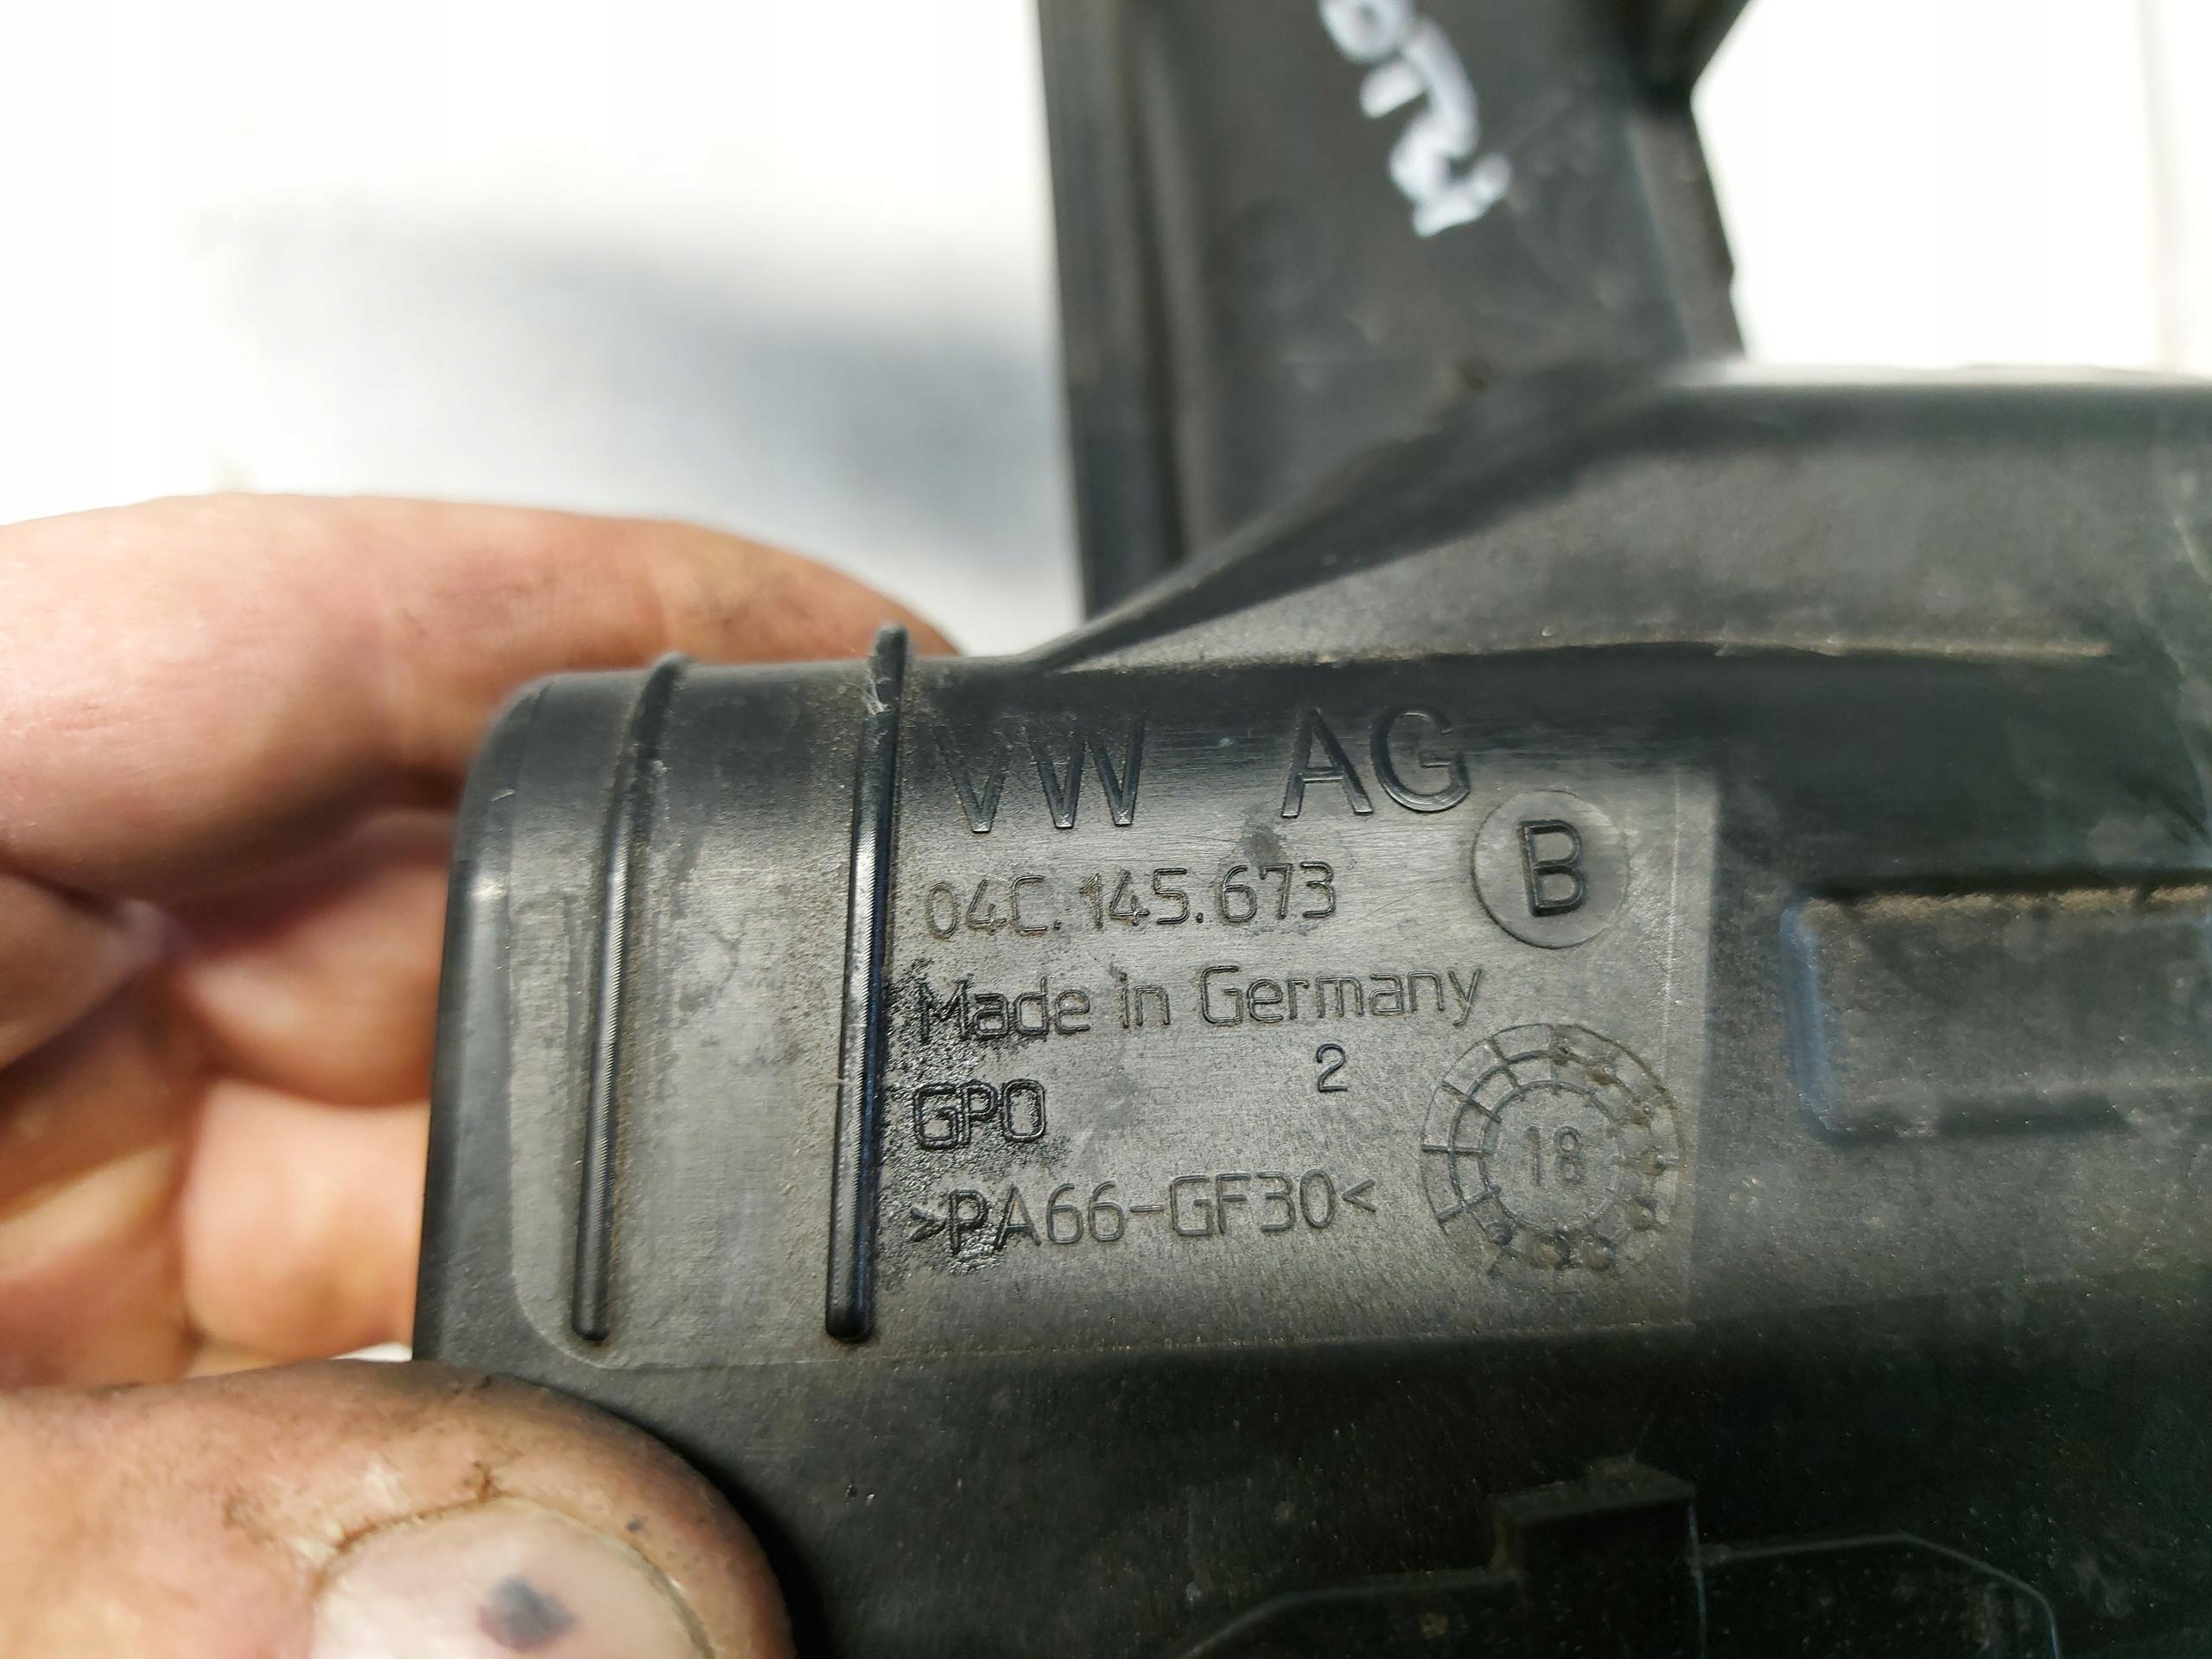 VW AG
04C.145.673 B
Made in Germany
GPO 2
>PA66-GF30< 18